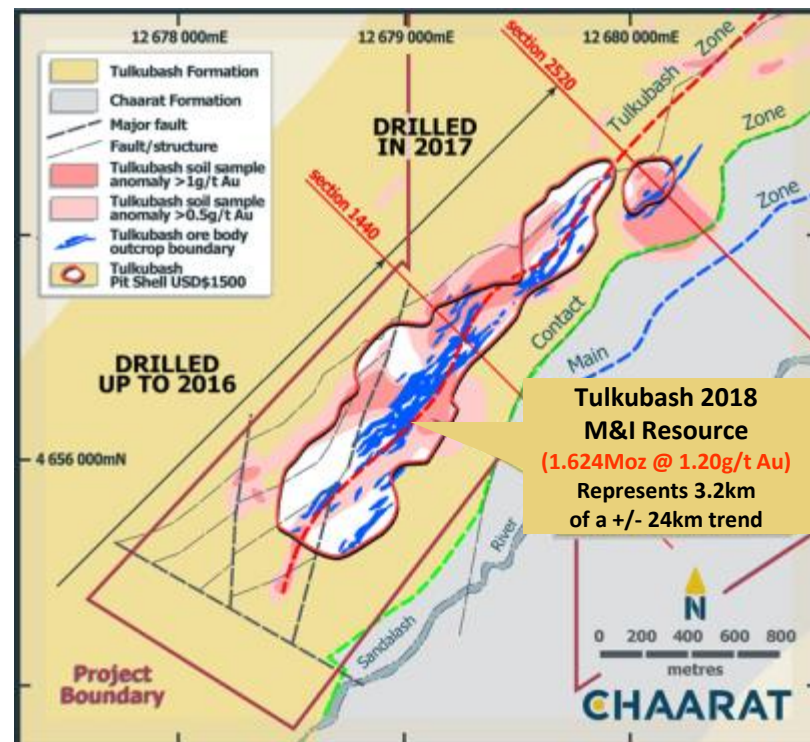 12 678 000mE
12 679 000mE
12 680 000mE
Tulkubash Formation
Chaarat Formation
Major fault
Fault/structure
Tulkubash soil sample
anomaly >1g/t Au
Tulkubash soil sample
anomaly >0.5g/t Au
Tulkubash ore body
outcrop boundary
Tulkubash
Pit Shell USD$1500
DRILLED
IN 2017
section 2520
section 1440
Tulkubash Zone
Contact Zone
Main Zone
DRILLED
UP TO 2016
4 656 000mN
Tulkubash 2018
M&I Resource
(1.624Moz @ 1.20g/t Au)
Represents 3.2km
of a +/- 24km trend
Sandalash River
Project
Boundary
N
0 200 400 600 800
metres
CHAARAT